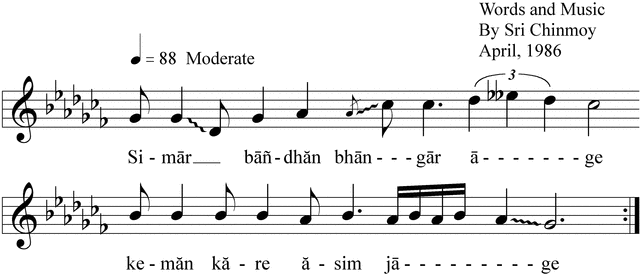 Words and Music
By Sri Chinmoy
April, 1986
= 88 Moderate
3
Si - mār bāñ - dhăn bhān - - - gār ā - - - - - - ge
ke - măn kă - re ă - sim jā - - - - - - - - - ge